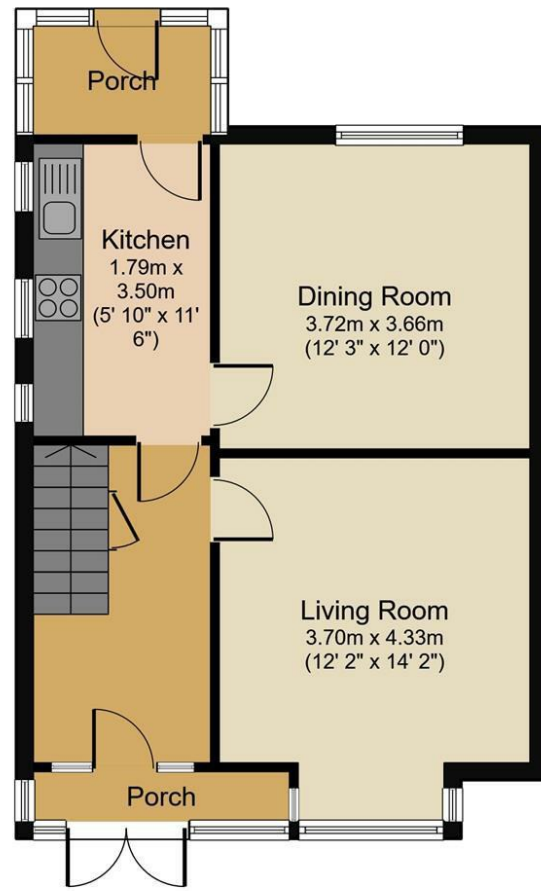 Porch
Kitchen
1.79m x
3.50m
(5' 10" x 11'
6")
Dining Room
3.72m x 3.66m
(12' 3" x 12' 0")
Living Room
3.70m x 4.33m
(12' 2" x 14' 2")
Porch